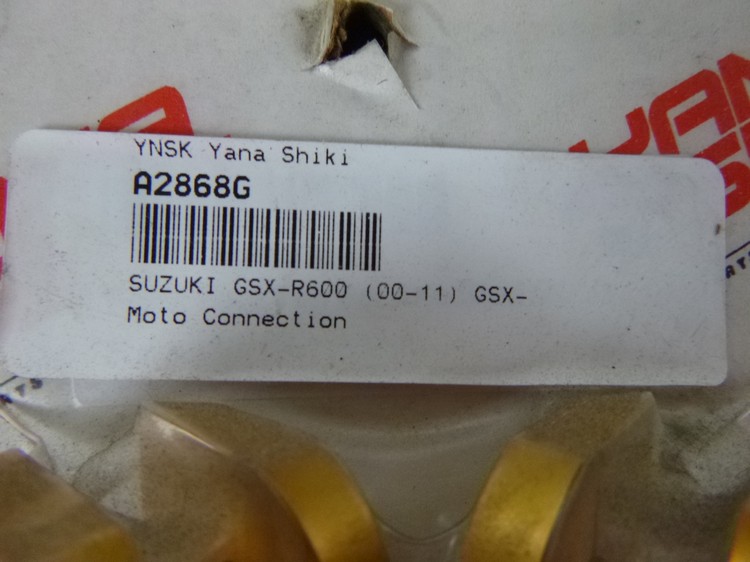 YNSK Yana Shiki
A2868G
SUZUKI GSX-R600 (00-11) GSX-
Moto Connection